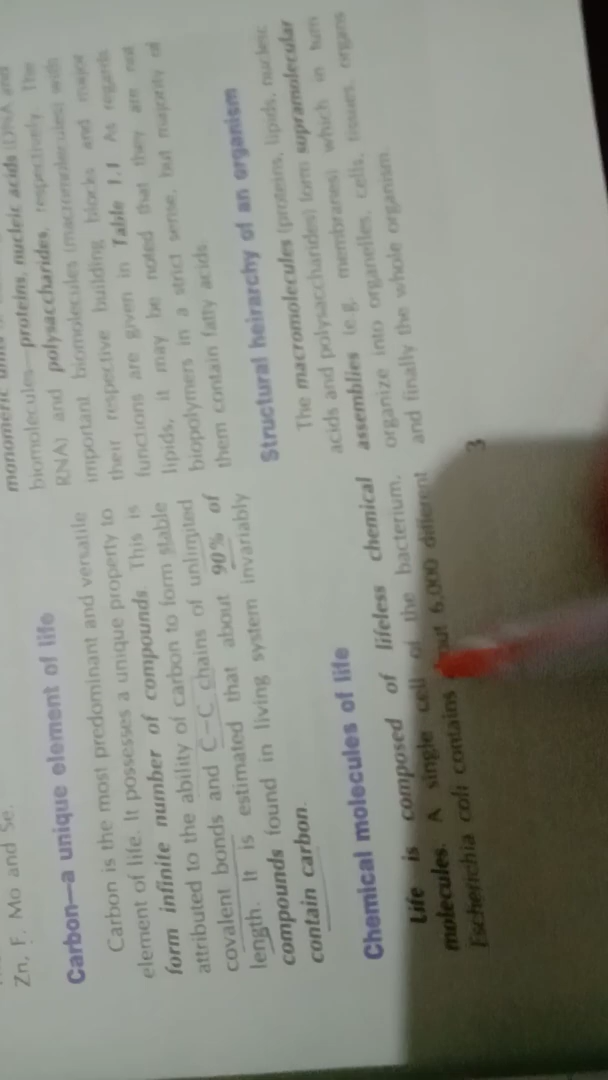 Zn, F, Mo and Se.
Carbon—a unique element of life
Carbon is the most predominant and versatile
element of life. It possesses a unique property to
form infinite number of compounds. This is
attributed to the ability of carbon to form stable
covalent bonds and C–C chains of unlimited
length. It is estimated that about 90% of
compounds found in living system invariably
contain carbon.
Chemical molecules of life
Life is composed of lifeless chemical
molecules. A single cell of the bacterium,
Escherichia coli contains 6,000 different
monomeric units
biomolecules—proteins, nucleic acids (DNA and
RNA) and polysaccharides, respectively. The
important biomolecules (macromolecules) with
their respective building blocks and major
functions are given in Table 1.1 As regards
lipids, it may be noted that they are not
biopolymers in a strict sense, but majority of
them contain fatty acids.
Structural heirarchy of an organism
The macromolecules (proteins, lipids, nucleic
acids and polysaccharides) form supramolecular
assemblies (e.g. membranes) which in turn
organize into organelles, cells, tissues, organs
and finally the whole organism.
3